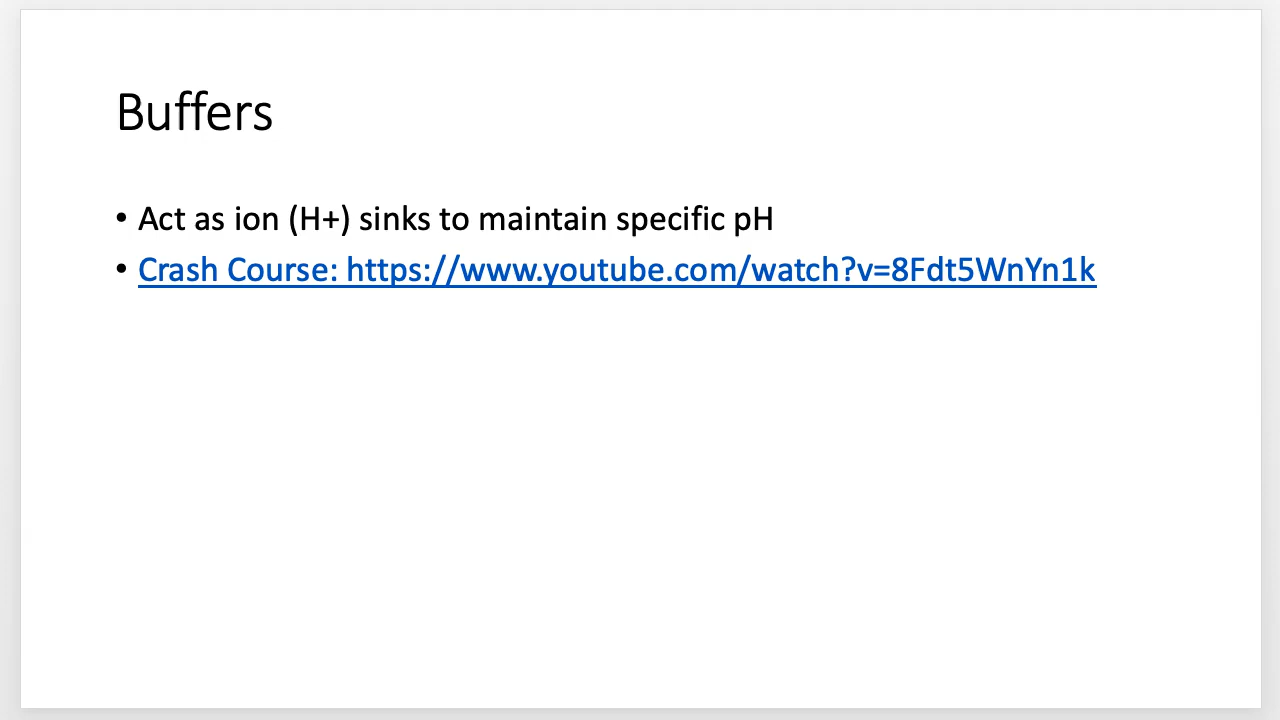 Buffers
• Act as ion (H+) sinks to maintain specific pH
• Crash Course: https://www.youtube.com/watch?v=8Fdt5WnYn1k